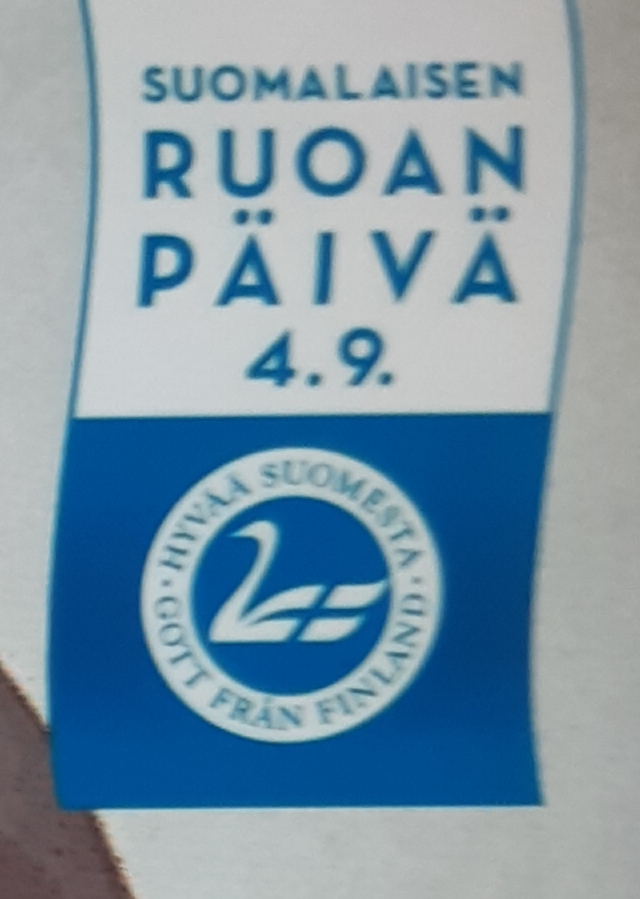 SUOMALAISEN
RUOAN
PÄIVÄ
4.9.
HYVÄÄ SUOMESTA
GOTT FRÅN FINLAND